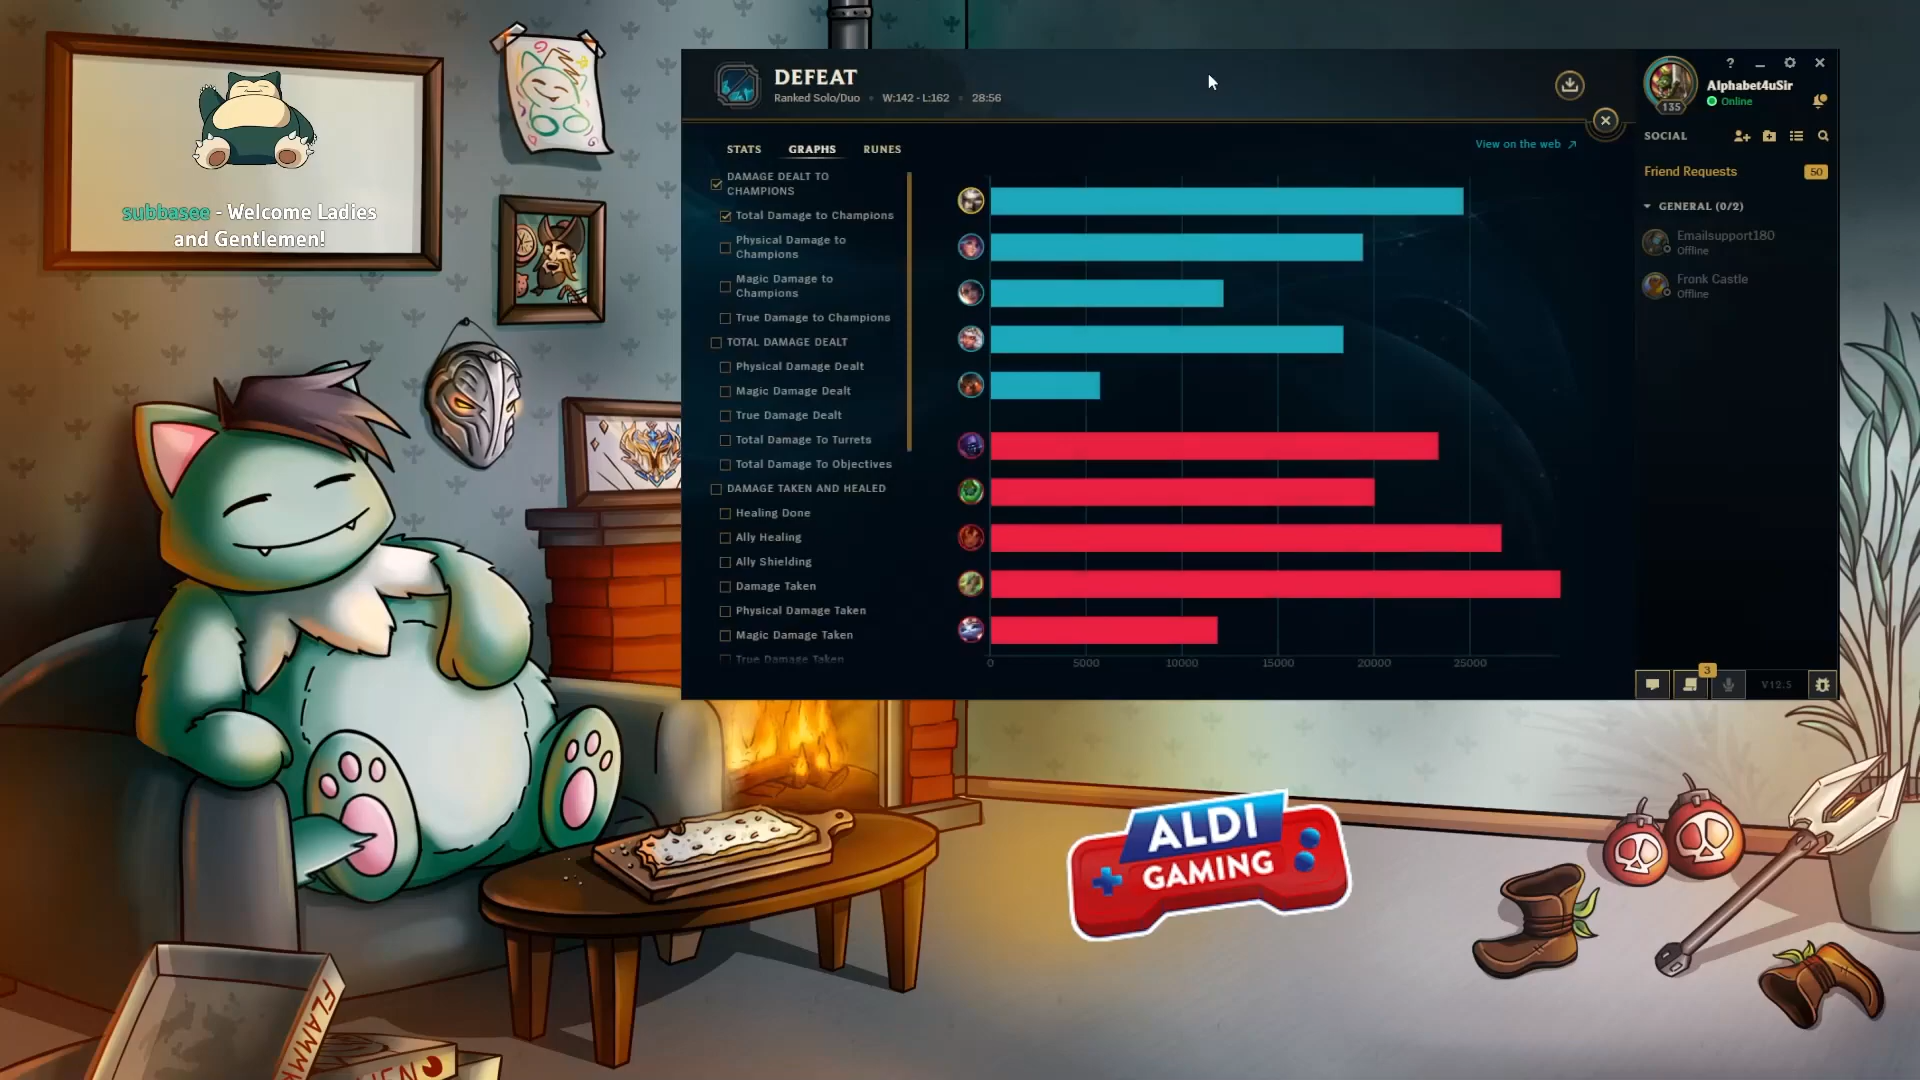 subbasee - Welcome Ladies
and Gentlemen!
DEFEAT
Ranked Solo/Duo • W:142 - L:162 • 28:56
STATS GRAPHS RUNES
View on the web
DAMAGE DEALT TO
CHAMPIONS
Total Damage to Champions
Physical Damage to
Champions
Magic Damage to
Champions
True Damage to Champions
TOTAL DAMAGE DEALT
Physical Damage Dealt
Magic Damage Dealt
True Damage Dealt
Total Damage To Turrets
Total Damage To Objectives
DAMAGE TAKEN AND HEALED
Healing Done
Ally Healing
Ally Shielding
Damage Taken
Physical Damage Taken
Magic Damage Taken
True Damage Taken
0 5000 10000 15000 20000 25000
?
135
Alphabet4uSir
Online
SOCIAL
Friend Requests 50
GENERAL (0/2)
Emailsupport180
Offline
Fronk Castle
Offline
3
V12.5
ALDI
GAMING